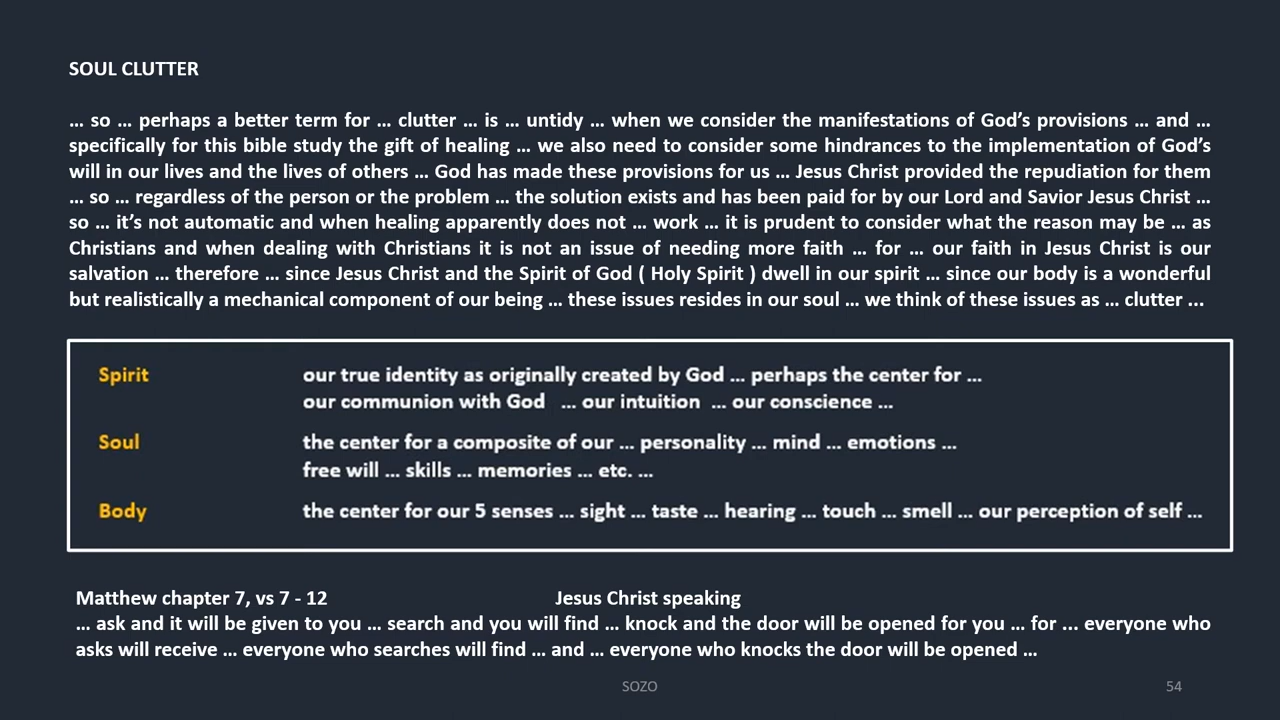 SOUL CLUTTER
… so … perhaps a better term for … clutter … is … untidy … when we consider the manifestations of God’s provisions … and …
specifically for this bible study the gift of healing … we also need to consider some hindrances to the implementation of God’s
will in our lives and the lives of others … God has made these provisions for us … Jesus Christ provided the repudiation for them
… so … regardless of the person or the problem … the solution exists and has been paid for by our Lord and Savior Jesus Christ …
so … it’s not automatic and when healing apparently does not … work … it is prudent to consider what the reason may be … as
Christians and when dealing with Christians it is not an issue of needing more faith … for … our faith in Jesus Christ is our
salvation … therefore … since Jesus Christ and the Spirit of God ( Holy Spirit ) dwell in our spirit … since our body is a wonderful
but realistically a mechanical component of our being … these issues resides in our soul … we think of these issues as … clutter ...
Spirit our true identity as originally created by God … perhaps the center for …
our communion with God … our intuition … our conscience …
Soul the center for a composite of our … personality … mind … emotions …
free will … skills … memories … etc. …
Body the center for our 5 senses … sight … taste … hearing … touch … smell … our perception of self …
Matthew chapter 7, vs 7 - 12 Jesus Christ speaking
… ask and it will be given to you … search and you will find … knock and the door will be opened for you … for ... everyone who
asks will receive … everyone who searches will find … and … everyone who knocks the door will be opened …
SOZO 54